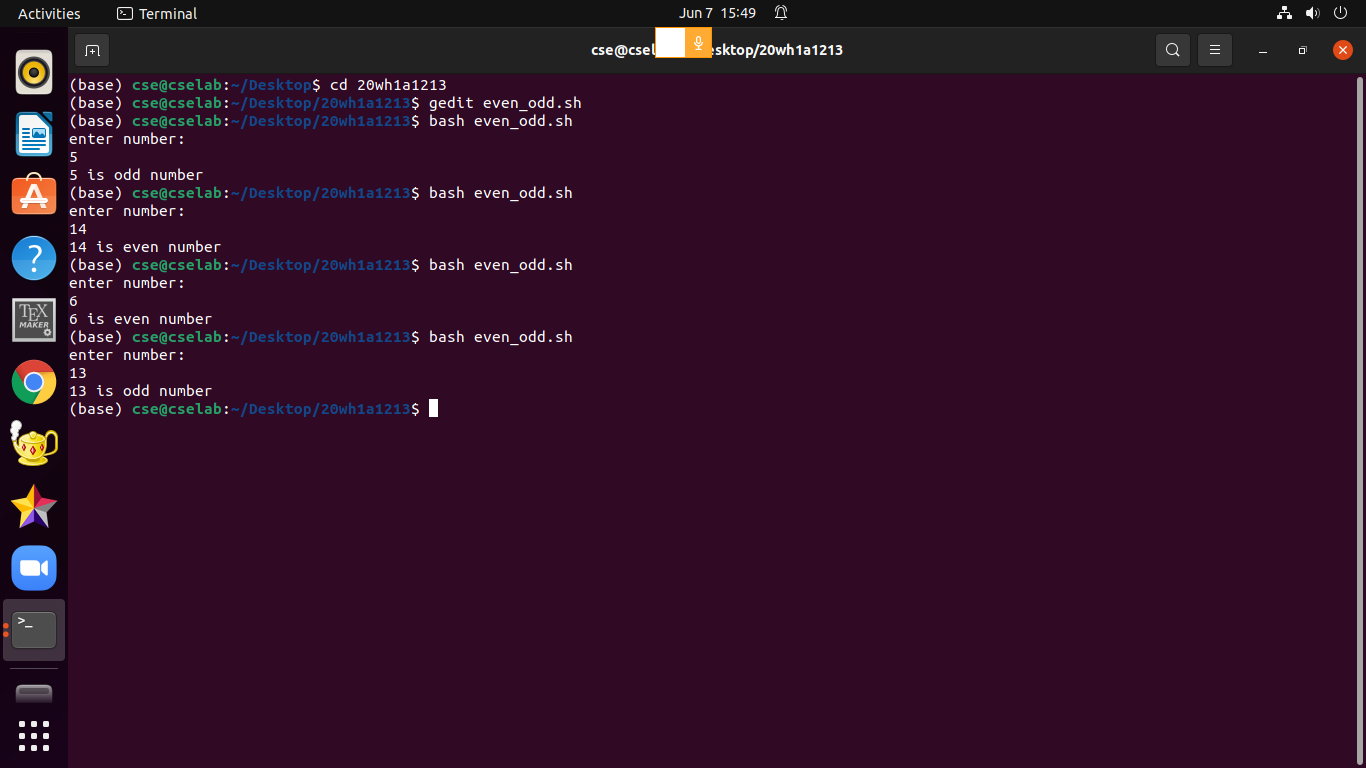 Activities Terminal Jun 7 15:49
cse@csel esktop/20wh1a1213
(base) cse@cselab:~/Desktop$ cd 20wh1a1213
(base) cse@cselab:~/Desktop/20wh1a1213$ gedit even_odd.sh
(base) cse@cselab:~/Desktop/20wh1a1213$ bash even_odd.sh
enter number:
5
5 is odd number
(base) cse@cselab:~/Desktop/20wh1a1213$ bash even_odd.sh
enter number:
14
14 is even number
(base) cse@cselab:~/Desktop/20wh1a1213$ bash even_odd.sh
enter number:
6
6 is even number
(base) cse@cselab:~/Desktop/20wh1a1213$ bash even_odd.sh
enter number:
13
13 is odd number
(base) cse@cselab:~/Desktop/20wh1a1213$
TEX
MAKER
>_